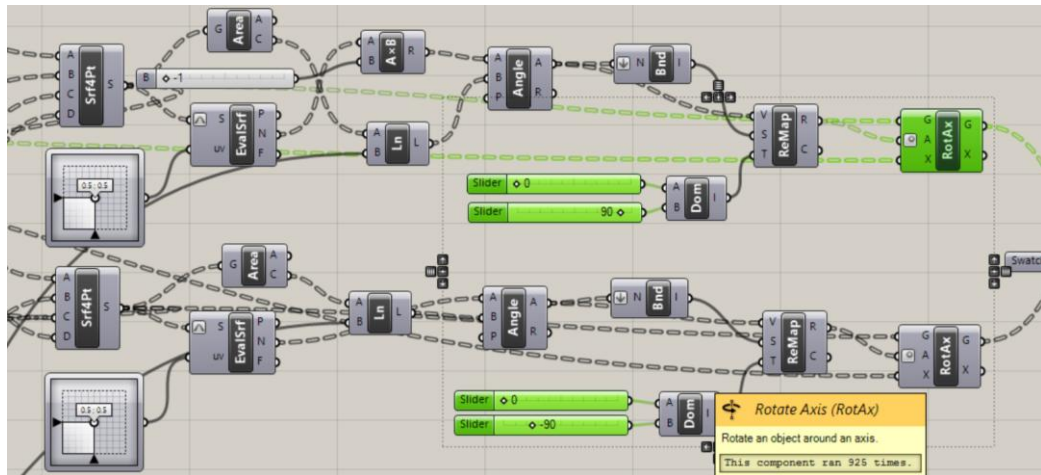 G Area A C
A B C D Srf4Pt S
B -1
A B A×B R
A B P Angle A R
N Bnd I
S uv EvalSrf P N F
A B Ln L
V S T ReMap R C
G A X RotAx G X
0.5 : 0.5
Slider 0
Slider 90
A B Dom I
G Area A C
A B C D Srf4Pt S
A B Ln L
A B P Angle A R
N Bnd I
Swatc
S uv EvalSrf P N F
V S T ReMap R C
G A X RotAx G X
0.5 : 0.5
Slider 0
Slider -90
A B Dom I
Rotate Axis (RotAx)
Rotate an object around an axis.
This component ran 925 times.